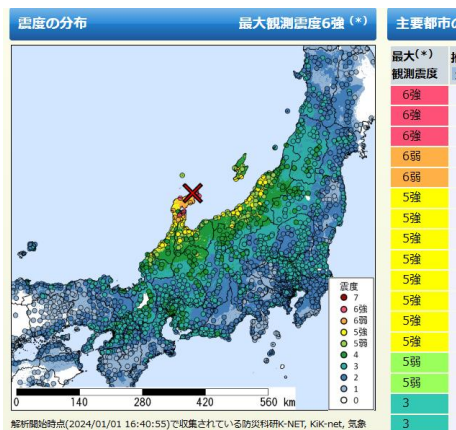 震度の分布 最大観測震度6強 (*)
主要都市の
最大(*)
観測震度
6強
6強
6強
6弱
6弱
5強
5強
5強
5強
5強
5強
5強
5強
5弱
5弱
3
3
震度
7
6強
6弱
5強
5弱
4
3
2
1
0
0 140 280 420 560 km
解析開始時点(2024/01/01 16:40:55)で収集されている防災科研K-NET, KiK-net, 気象